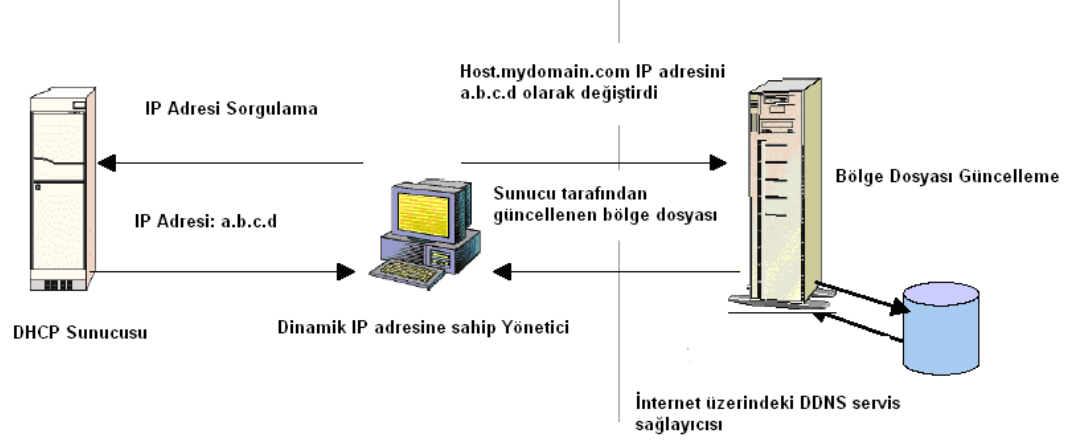 Host.mydomain.com IP adresini
a.b.c.d olarak değiştirdi
IP Adresi Sorgulama
Bölge Dosyası Güncelleme
Sunucu tarafından
güncellenen bölge dosyası
IP Adresi: a.b.c.d
DHCP Sunucusu
Dinamik IP adresine sahip Yönetici
İnternet üzerindeki DDNS servis
sağlayıcısı